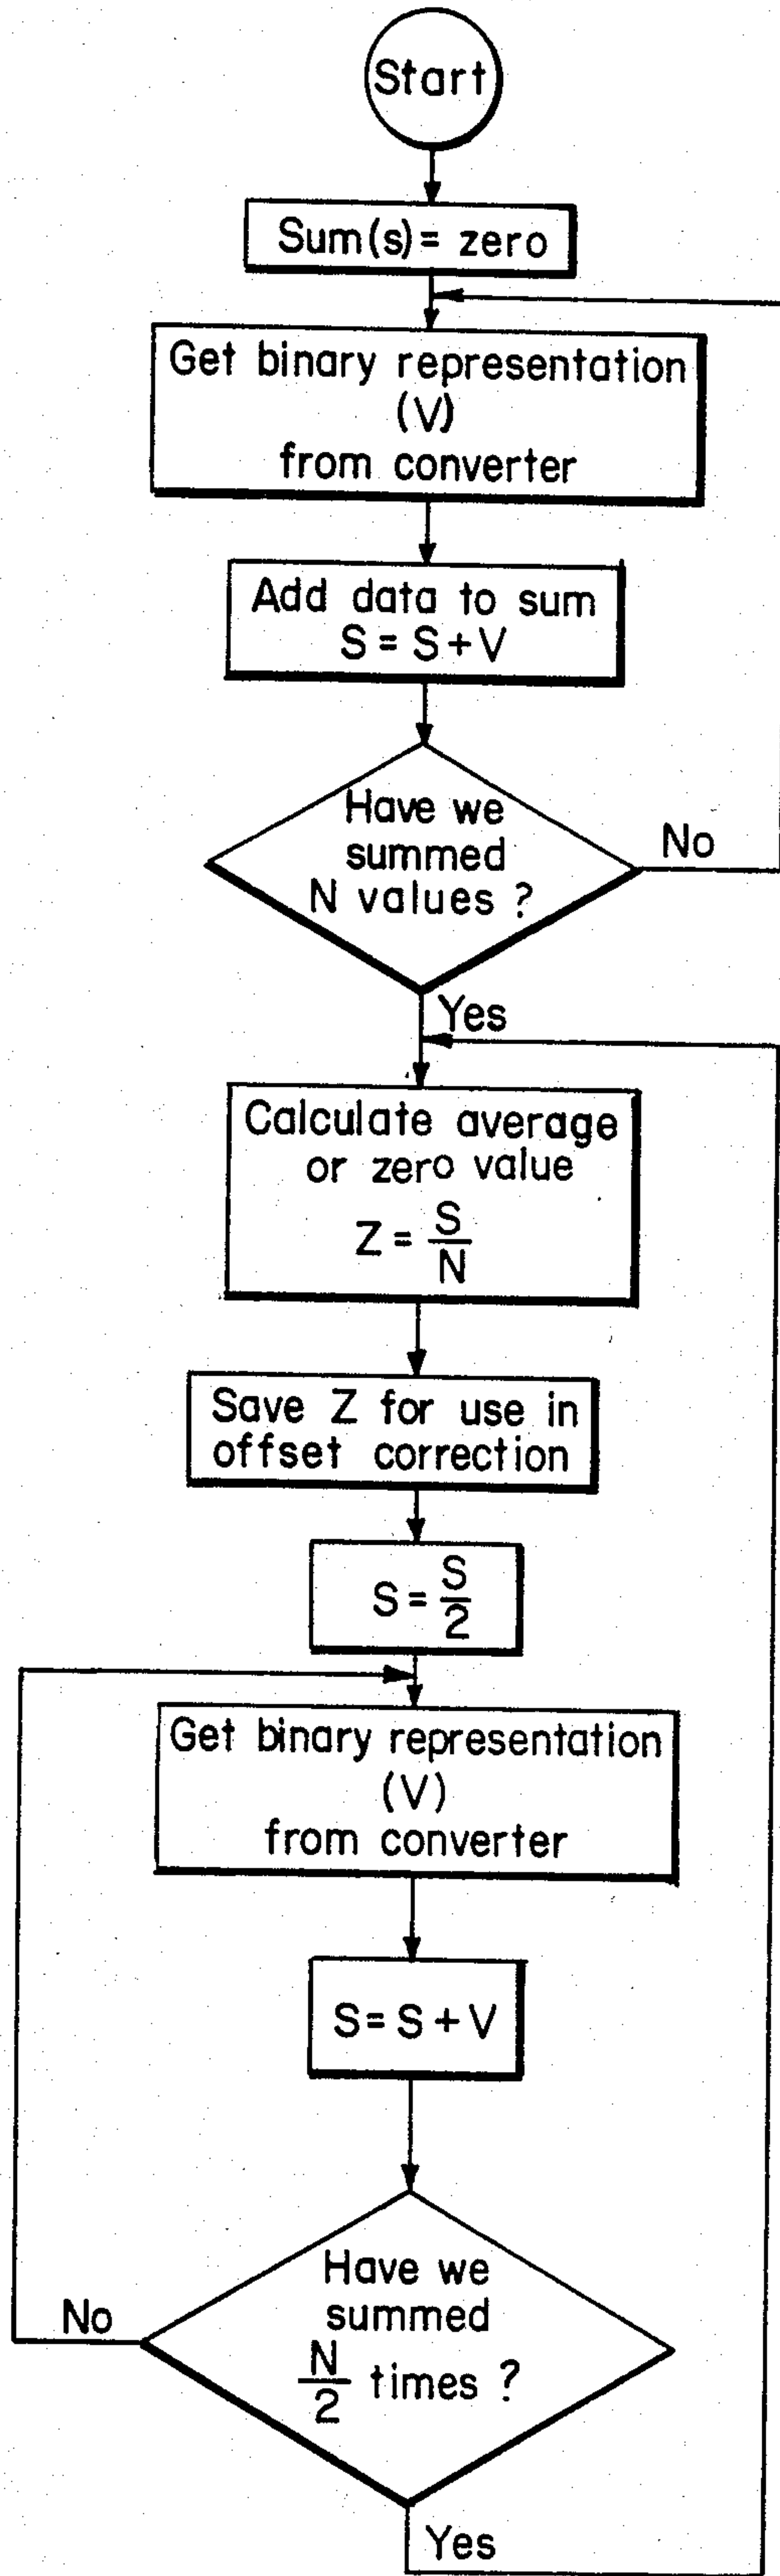 Start
Sum(s) = zero
Get binary representation
(V)
from converter
Add data to sum
S = S + V
Have we
summed
N values ?
No
Yes
Calculate average
or zero value
Z = S/N
Save Z for use in
offset correction
S = S/2
Get binary representation
(V)
from converter
S = S + V
Have we
summed
N/2 times ?
No
Yes